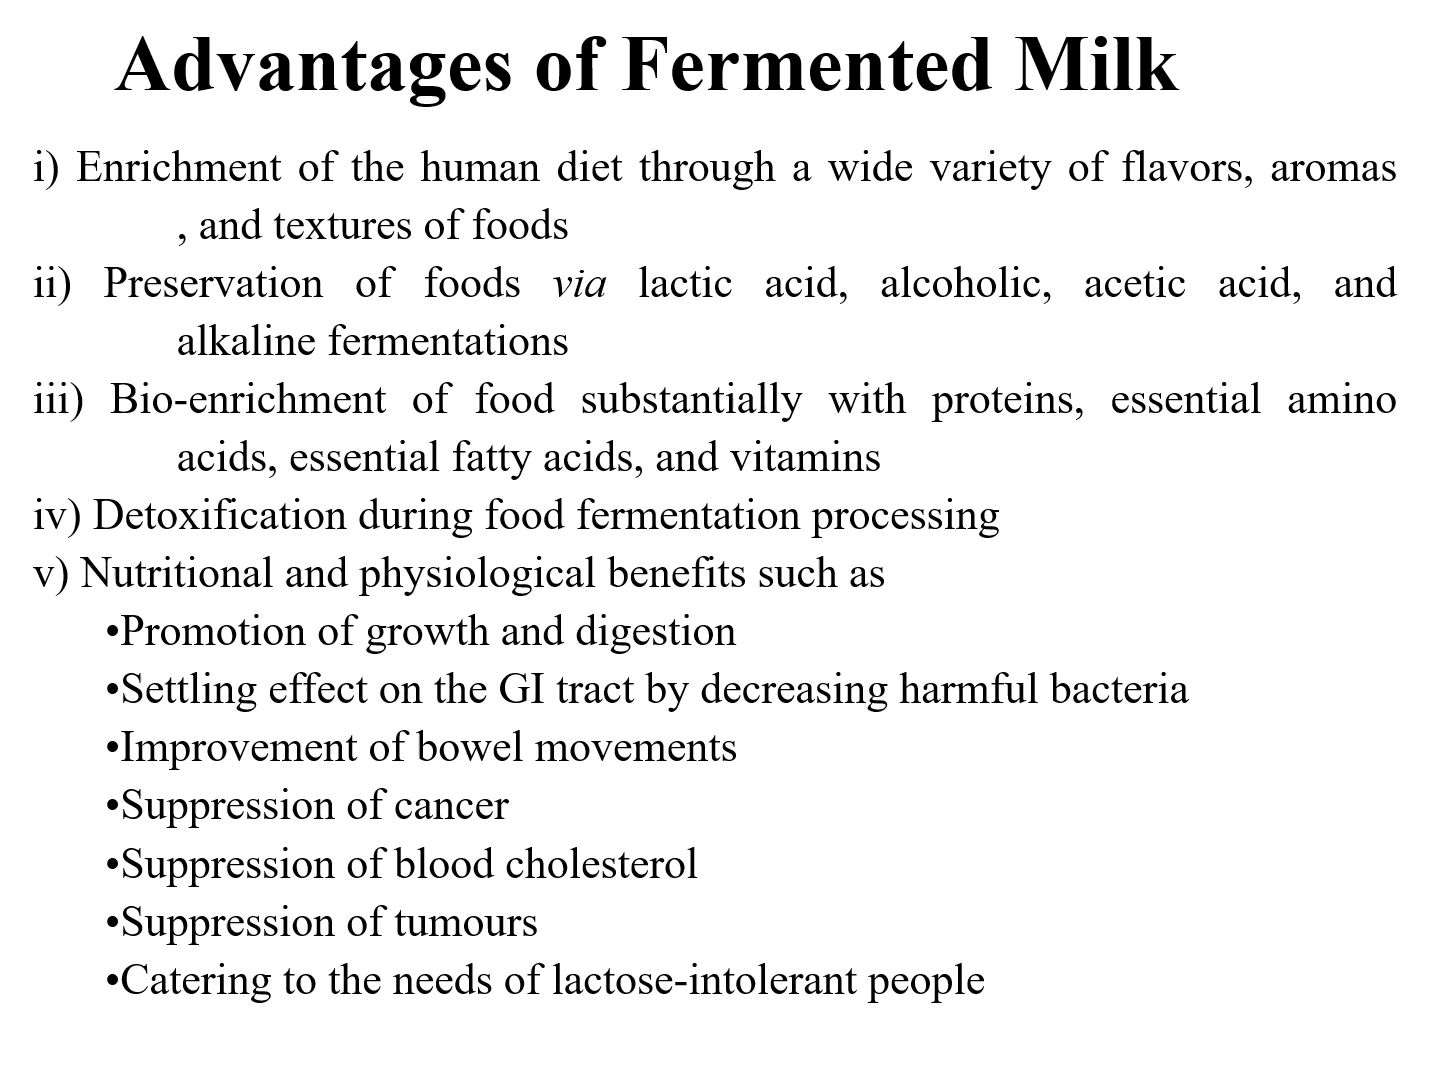 Advantages of Fermented Milk
i) Enrichment of the human diet through a wide variety of flavors, aromas
, and textures of foods
ii) Preservation of foods via lactic acid, alcoholic, acetic acid, and
alkaline fermentations
iii) Bio-enrichment of food substantially with proteins, essential amino
acids, essential fatty acids, and vitamins
iv) Detoxification during food fermentation processing
v) Nutritional and physiological benefits such as
•Promotion of growth and digestion
•Settling effect on the GI tract by decreasing harmful bacteria
•Improvement of bowel movements
•Suppression of cancer
•Suppression of blood cholesterol
•Suppression of tumours
•Catering to the needs of lactose-intolerant people